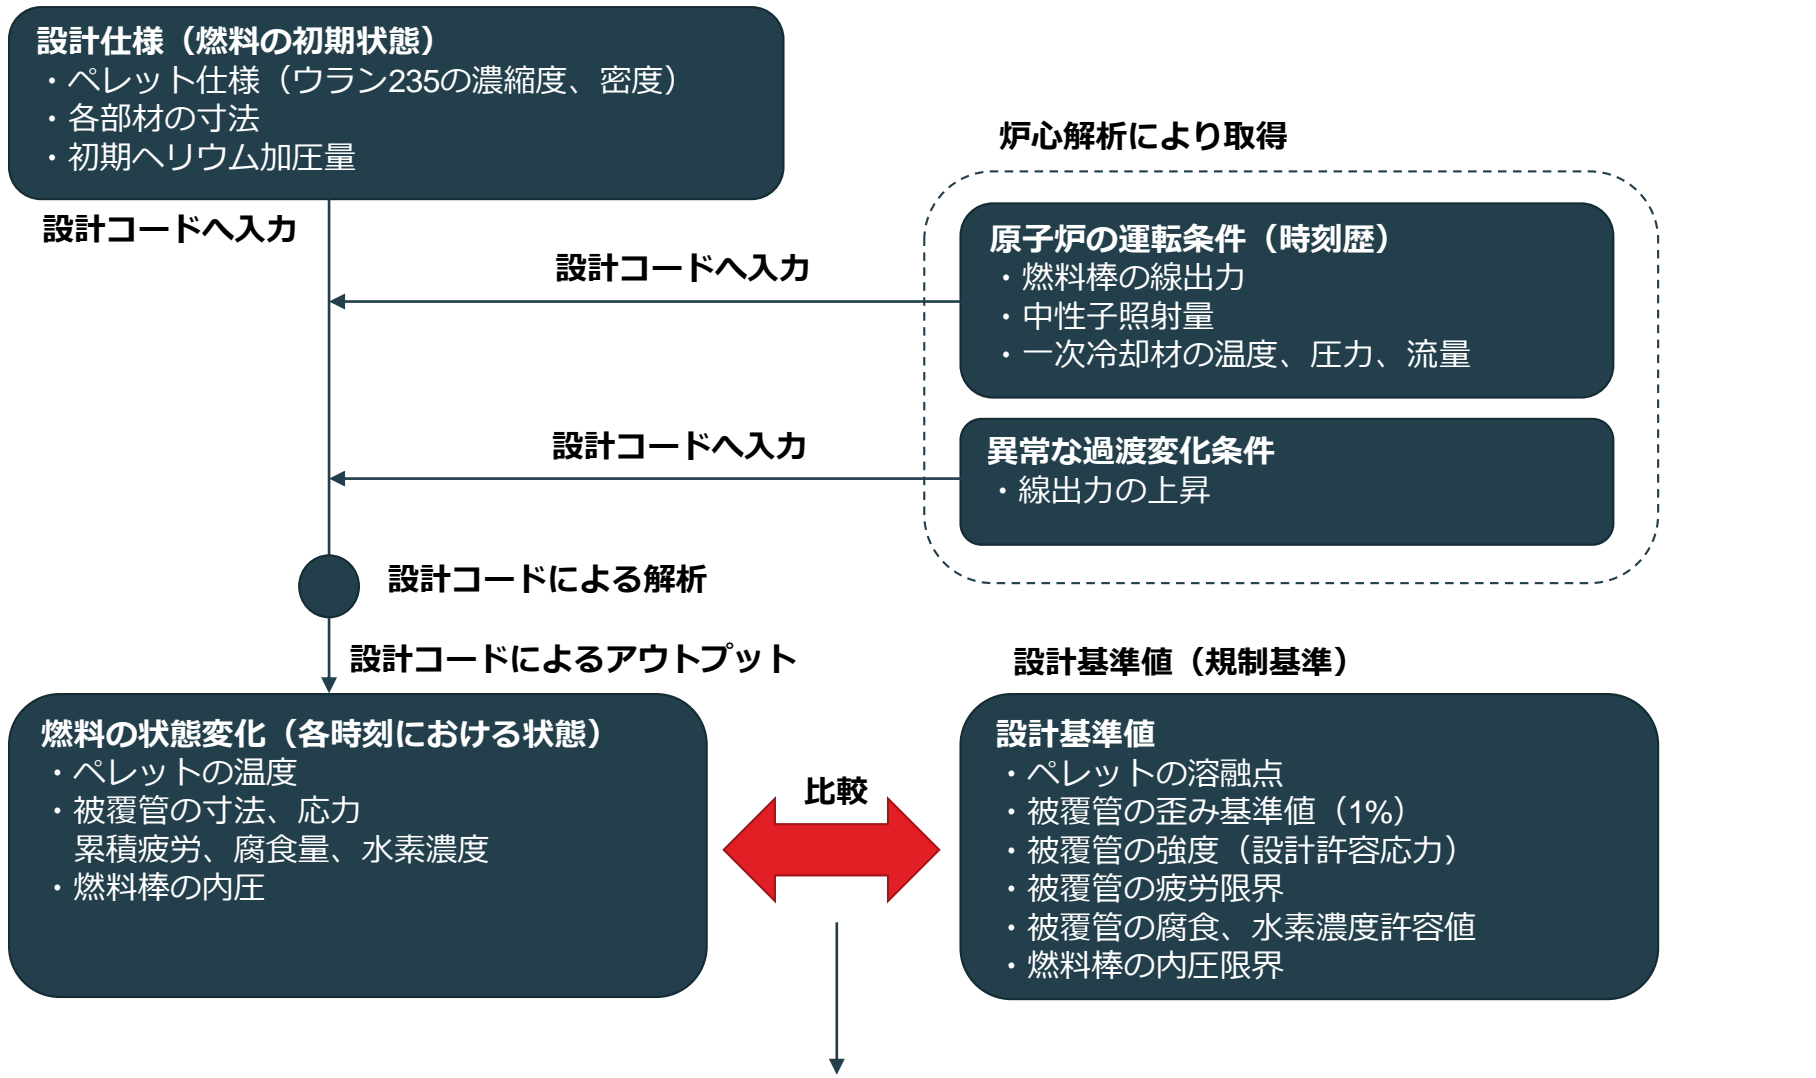 設計仕様（燃料の初期状態）
・ペレット仕様（ウラン235の濃縮度、密度）
・各部材の寸法
・初期ヘリウム加圧量
設計コードへ入力
炉心解析により取得
設計コードへ入力
原子炉の運転条件（時刻歴）
・燃料棒の線出力
・中性子照射量
・一次冷却材の温度、圧力、流量
設計コードへ入力
異常な過渡変化条件
・線出力の上昇
設計コードによる解析
設計コードによるアウトプット
燃料の状態変化（各時刻における状態）
・ペレットの温度
・被覆管の寸法、応力
累積疲労、腐食量、水素濃度
・燃料棒の内圧
比較
設計基準値（規制基準）
設計基準値
・ペレットの溶融点
・被覆管の歪み基準値（1%）
・被覆管の強度（設計許容応力）
・被覆管の疲労限界
・被覆管の腐食、水素濃度許容値
・燃料棒の内圧限界